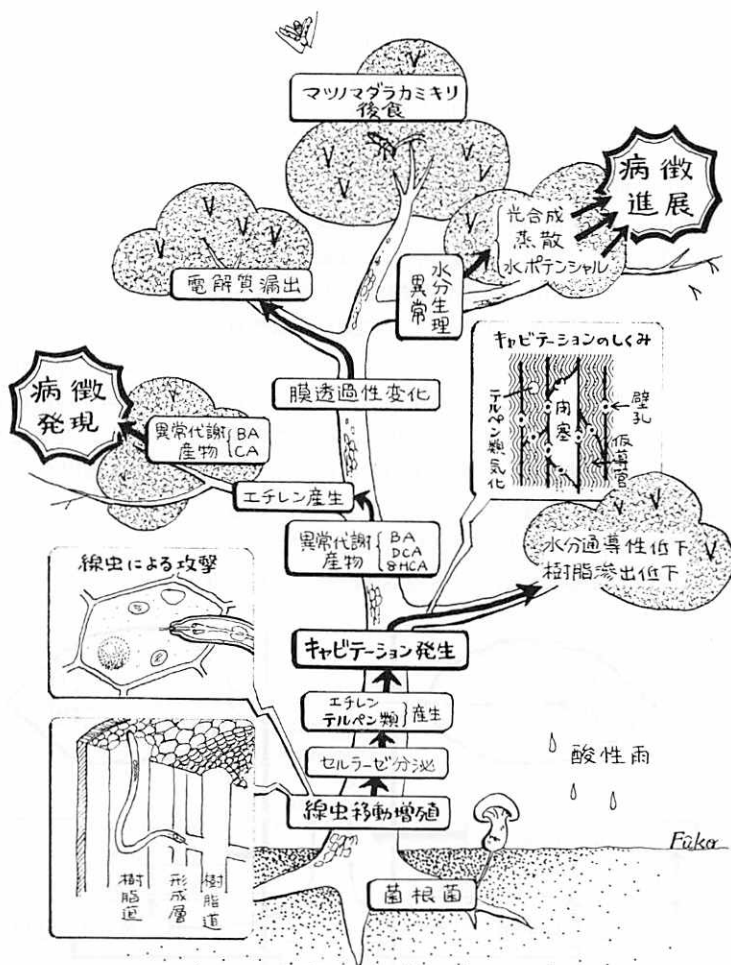 マツノマダラカミキリ
後食
病徴
進展
光合成
蒸散
水ポテンシャル
水分生理
異常
電解質漏出
キャビテーションのしくみ
テルペン類気化
閉塞
壁孔
仮導管
膜透過性変化
病徴
発現
異常代謝
産物
BA
CA
エチレン産生
異常代謝
産物
BA
DCA
8HCA
水分通導性低下
樹脂滲出低下
線虫による攻撃
キャビテーション発生
エチレン
テルペン類
産生
セルラーゼ分泌
線虫移動増殖
酸性雨
Fûko
菌根菌
樹脂道
形成層
樹脂道